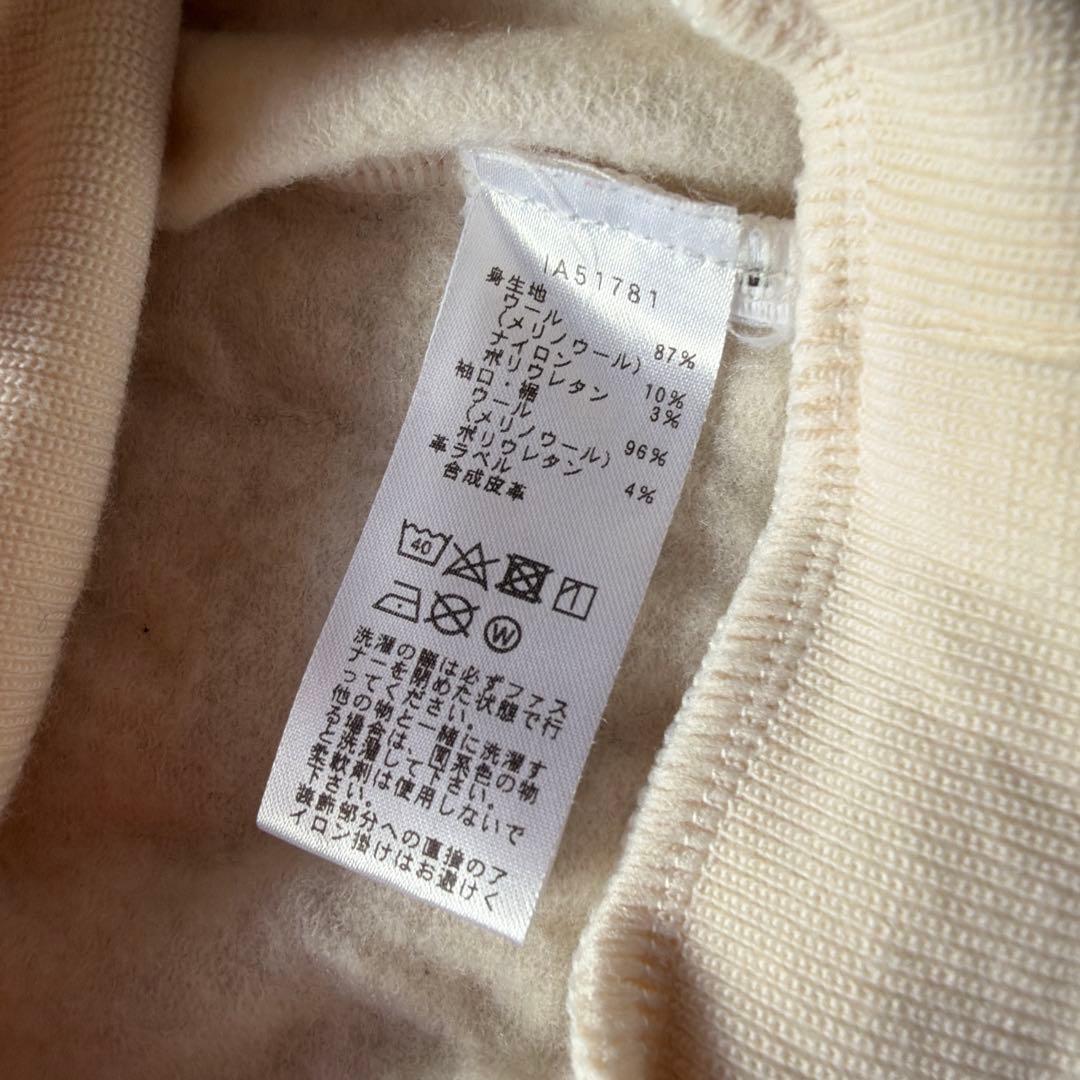 IA51781
身生地
ウール
(メリノウール) 87%
ナイロン 10%
ポリウレタン 3%
袖口・裾
ウール
(メリノウール) 96%
ポリウレタン 4%
革ラベル
合成皮革
40
W
洗濯の際は必ずファス
ナーを閉めた状態で行
ってください。
他の物と一緒に洗濯す
る場合は、同系色の物
と洗濯して下さい。
柔軟剤は使用しないで
下さい。
装飾部分への直接のア
イロン掛けはお避けく